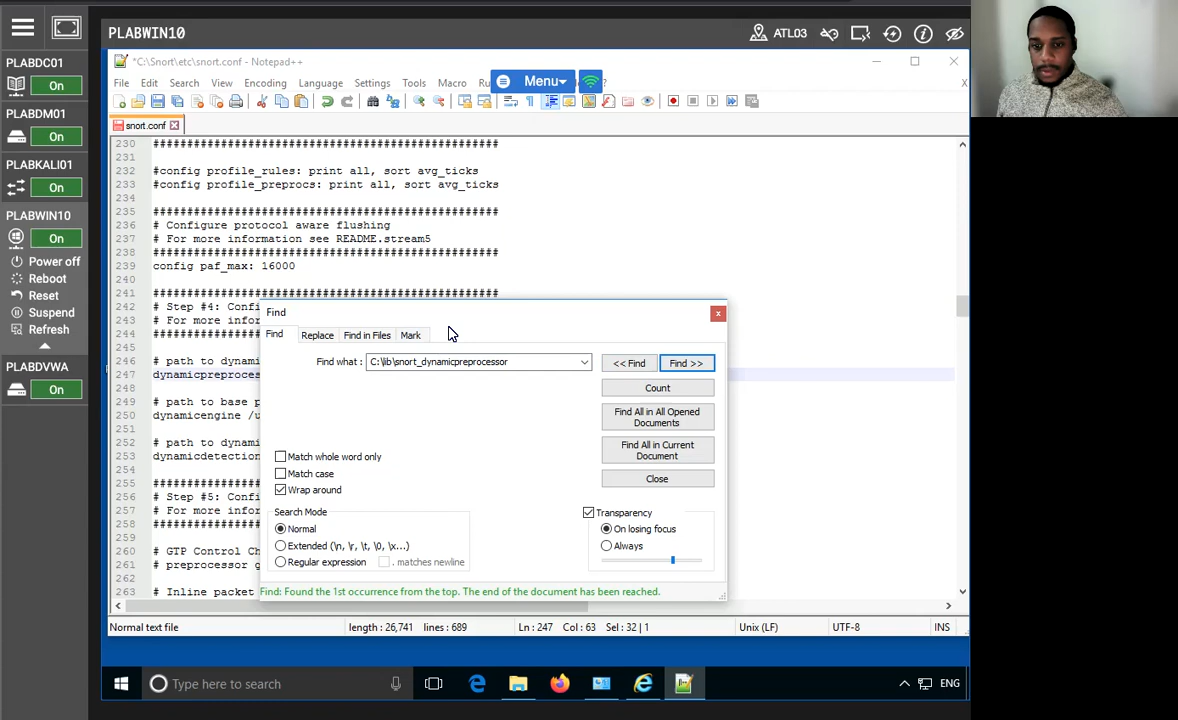 PLABWIN10
ATL03
PLABDC01
On
PLABDM01
On
PLABKALI01
On
PLABWIN10
On
Power off
Reboot
Reset
Suspend
Refresh
PLABDVWA
On
*C:\Snort\etc\snort.conf - Notepad++
File Edit Search View Encoding Language Settings Tools Macro ?
Menu
snort.conf
230 ####################################################
231
232 #config profile_rules: print all, sort avg_ticks
233 #config profile_preprocs: print all, sort avg_ticks
234
235 ####################################################
236 # Configure protocol aware flushing
237 # For more information see README.stream5
238 ####################################################
239 config paf_max: 16000
240
241 ####################################################
242 # Step #4: Confi
243 # For more infor
244 ################
246 # path to dynami
247 dynamicpreproces
248
249 # path to base p
250 dynamicengine /u
252 # path to dynami
253 dynamicdetection
254
255 ################
256 # Step #5: Confi
257 # For more infor
258 ################
260 # GTP Control Ch
261 # preprocessor g
262
263 # Inline packet
Find
Find
Replace
Find in Files
Mark
Find what :
C:\lib\snort_dynamicpreprocessor
<< Find
Find >>
Count
Find All in All Opened
Documents
Find All in Current
Document
Close
Match whole word only
Match case
Wrap around
Search Mode
Normal
Extended (\n, \r, \t, \0, \x...)
Regular expression
. matches newline
Transparency
On losing focus
Always
Find: Found the 1st occurrence from the top. The end of the document has been reached.
Normal text file
length : 26,741 lines : 689
Ln : 247 Col : 63 Sel : 32 | 1
Unix (LF)
UTF-8
INS
Type here to search
ENG